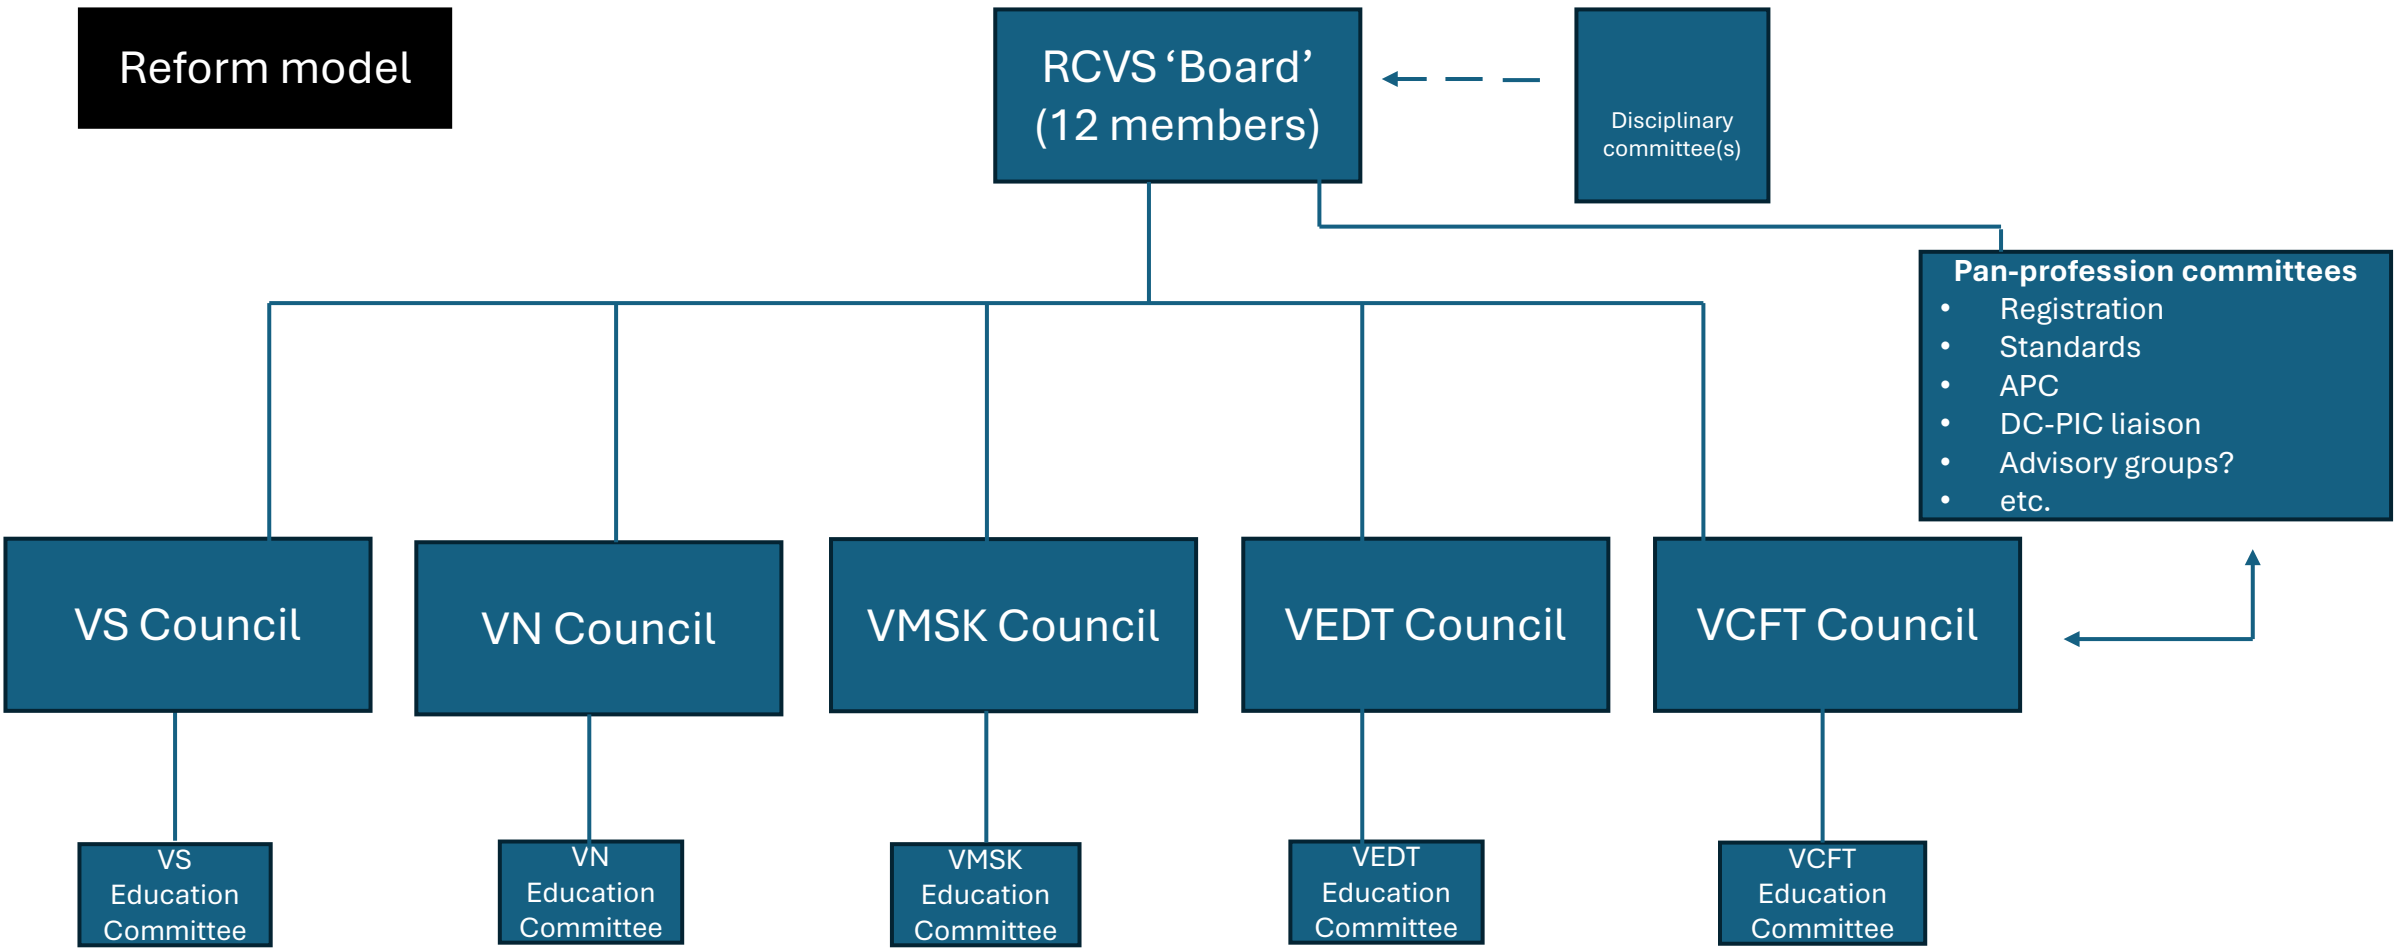 Reform model
RCVS ‘Board’
(12 members)
Disciplinary
committee(s)
Pan-profession committees
• Registration
• Standards
• APC
• DC-PIC liaison
• Advisory groups?
• etc.
VS Council
VN Council
VMSK Council
VEDT Council
VCFT Council
VS
Education
Committee
VN
Education
Committee
VMSK
Education
Committee
VEDT
Education
Committee
VCFT
Education
Committee